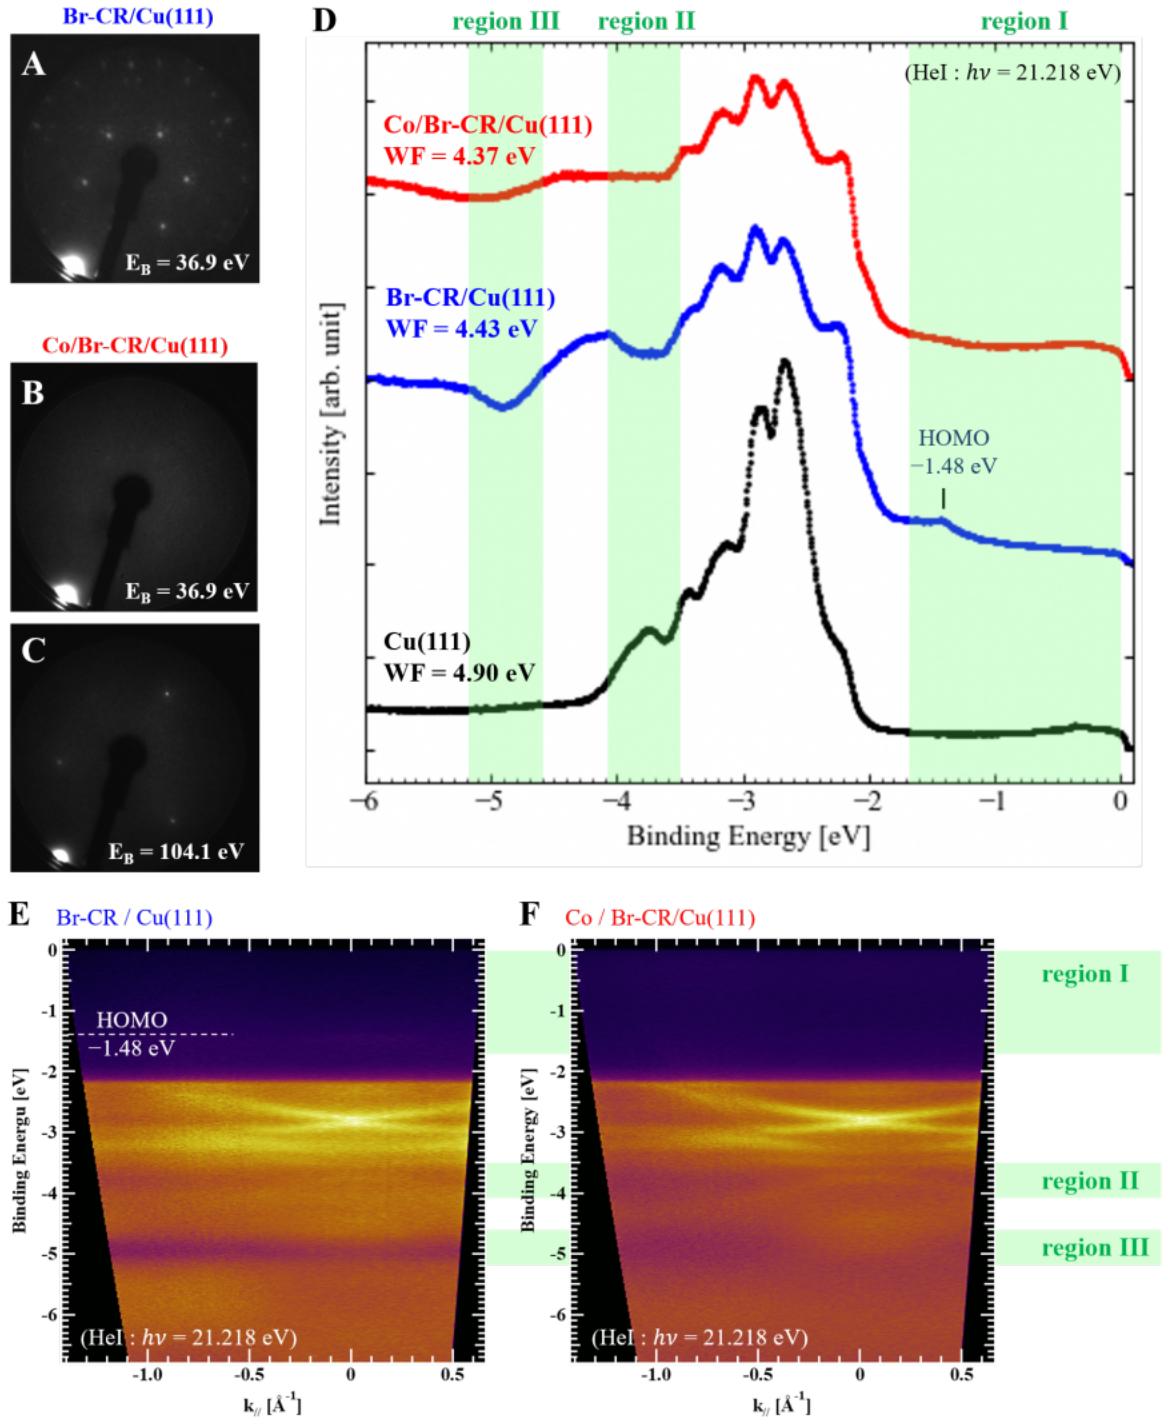 Br-CR/Cu(111)
A
E_B = 36.9 eV
Co/Br-CR/Cu(111)
B
E_B = 36.9 eV
C
E_B = 104.1 eV
D
region III
region II
region I
(HeI : hν = 21.218 eV)
Co/Br-CR/Cu(111)
WF = 4.37 eV
Br-CR/Cu(111)
WF = 4.43 eV
HOMO
−1.48 eV
Cu(111)
WF = 4.90 eV
Intensity [arb. unit]
−6 −5 −4 −3 −2 −1 0
Binding Energy [eV]
E
Br-CR / Cu(111)
0
-1
-2
-3
-4
-5
-6
Binding Energu [eV]
HOMO
−1.48 eV
(HeI : hν = 21.218 eV)
-1.0 -0.5 0 0.5
k// [Å-1]
F
Co / Br-CR/Cu(111)
0
-1
-2
-3
-4
-5
-6
Binding Energy [eV]
(HeI : hν = 21.218 eV)
-1.0 -0.5 0 0.5
k// [Å-1]
region I
region II
region III